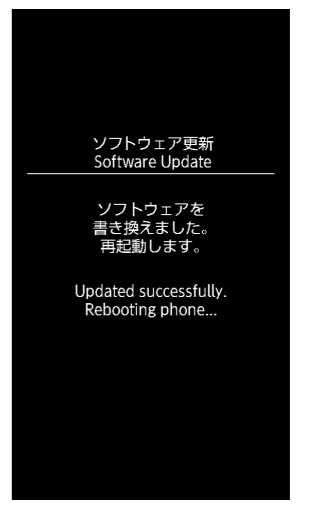 ソフトウェア更新
Software Update
ソフトウェアを
書き換えました。
再起動します。
Updated successfully.
Rebooting phone...